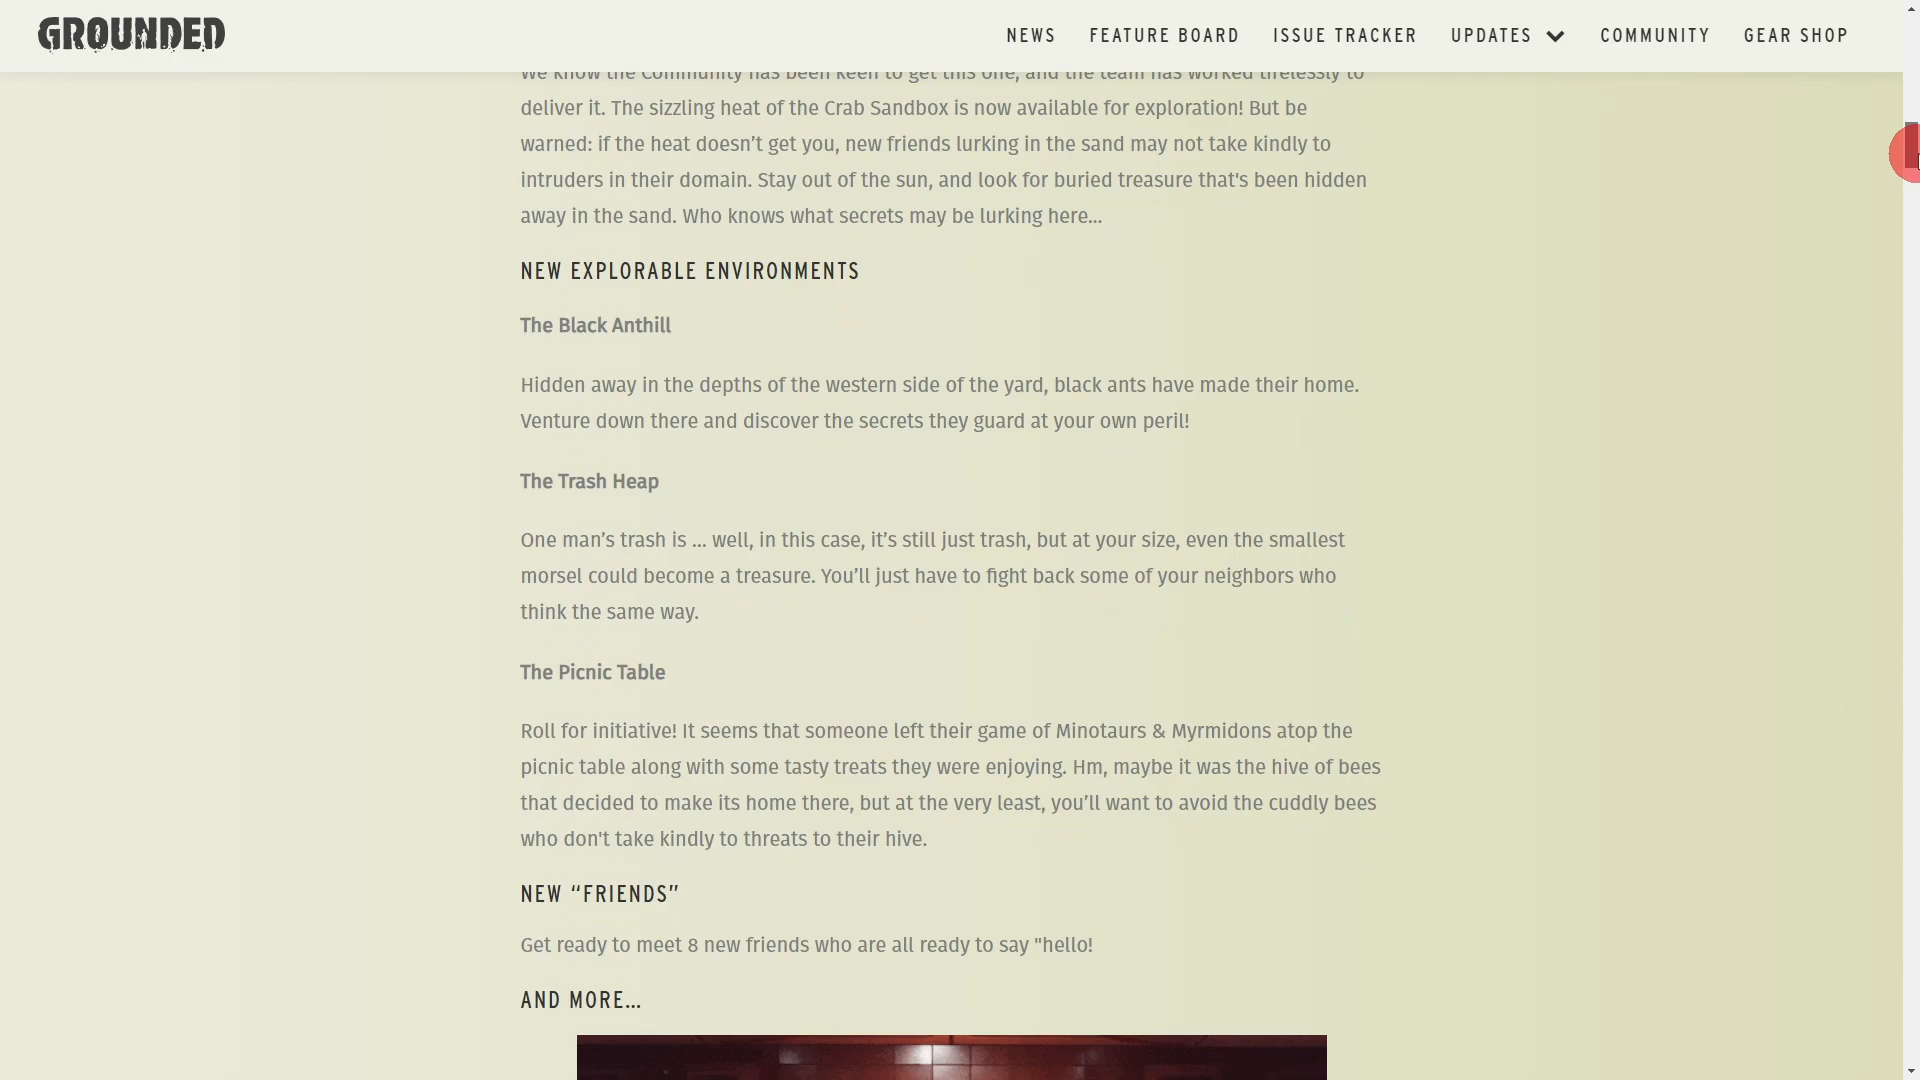 GROUNDED
NEWS FEATURE BOARD ISSUE TRACKER UPDATES COMMUNITY GEAR SHOP
We know the Community has been keen to get this one, and the team has worked tirelessly to
deliver it. The sizzling heat of the Crab Sandbox is now available for exploration! But be
warned: if the heat doesn’t get you, new friends lurking in the sand may not take kindly to
intruders in their domain. Stay out of the sun, and look for buried treasure that's been hidden
away in the sand. Who knows what secrets may be lurking here...
NEW EXPLORABLE ENVIRONMENTS
The Black Anthill
Hidden away in the depths of the western side of the yard, black ants have made their home.
Venture down there and discover the secrets they guard at your own peril!
The Trash Heap
One man’s trash is ... well, in this case, it’s still just trash, but at your size, even the smallest
morsel could become a treasure. You’ll just have to fight back some of your neighbors who
think the same way.
The Picnic Table
Roll for initiative! It seems that someone left their game of Minotaurs & Myrmidons atop the
picnic table along with some tasty treats they were enjoying. Hm, maybe it was the hive of bees
that decided to make its home there, but at the very least, you’ll want to avoid the cuddly bees
who don't take kindly to threats to their hive.
NEW “FRIENDS”
Get ready to meet 8 new friends who are all ready to say "hello!
AND MORE...